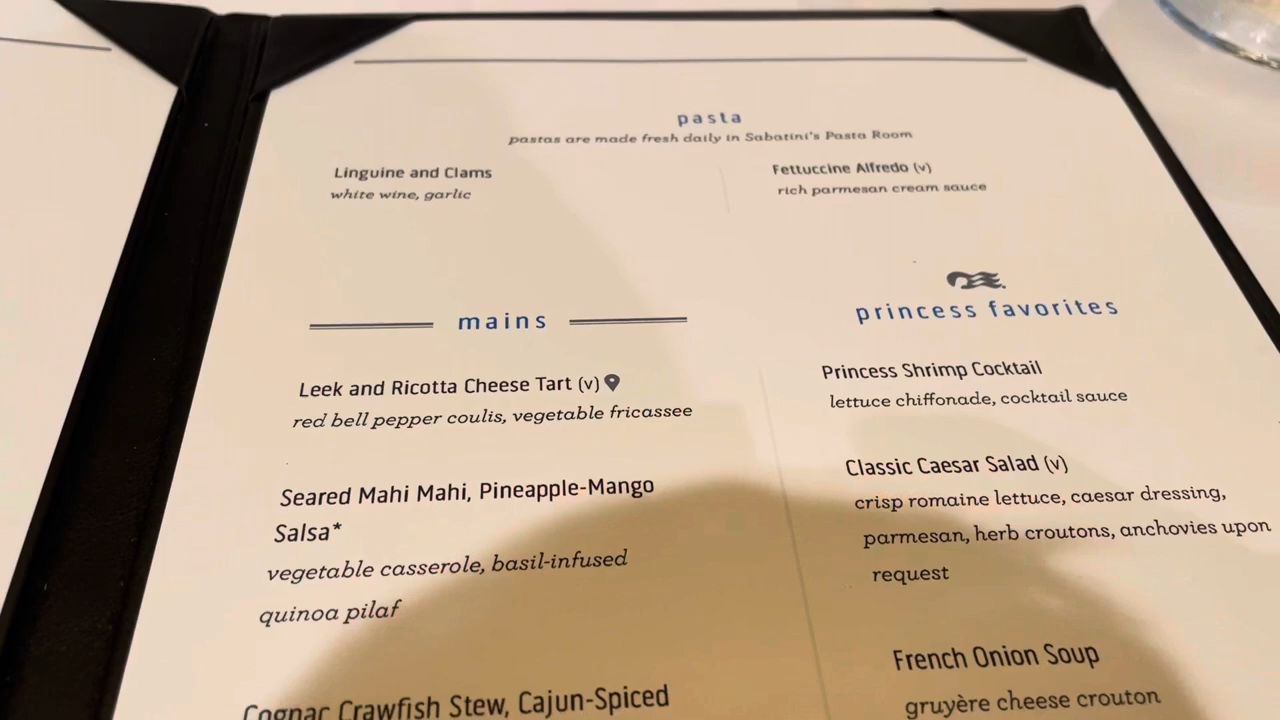 pasta
pastas are made fresh daily in Sabatini's Pasta Room
Linguine and Clams
white wine, garlic
Fettuccine Alfredo (v)
rich parmesan cream sauce
mains
Leek and Ricotta Cheese Tart (v)
red bell pepper coulis, vegetable fricassee
Seared Mahi Mahi, Pineapple-Mango
Salsa*
vegetable casserole, basil-infused
quinoa pilaf
Cognac Crawfish Stew, Cajun-Spiced
princess favorites
Princess Shrimp Cocktail
lettuce chiffonade, cocktail sauce
Classic Caesar Salad (v)
crisp romaine lettuce, caesar dressing,
parmesan, herb croutons, anchovies upon
request
French Onion Soup
gruyère cheese crouton